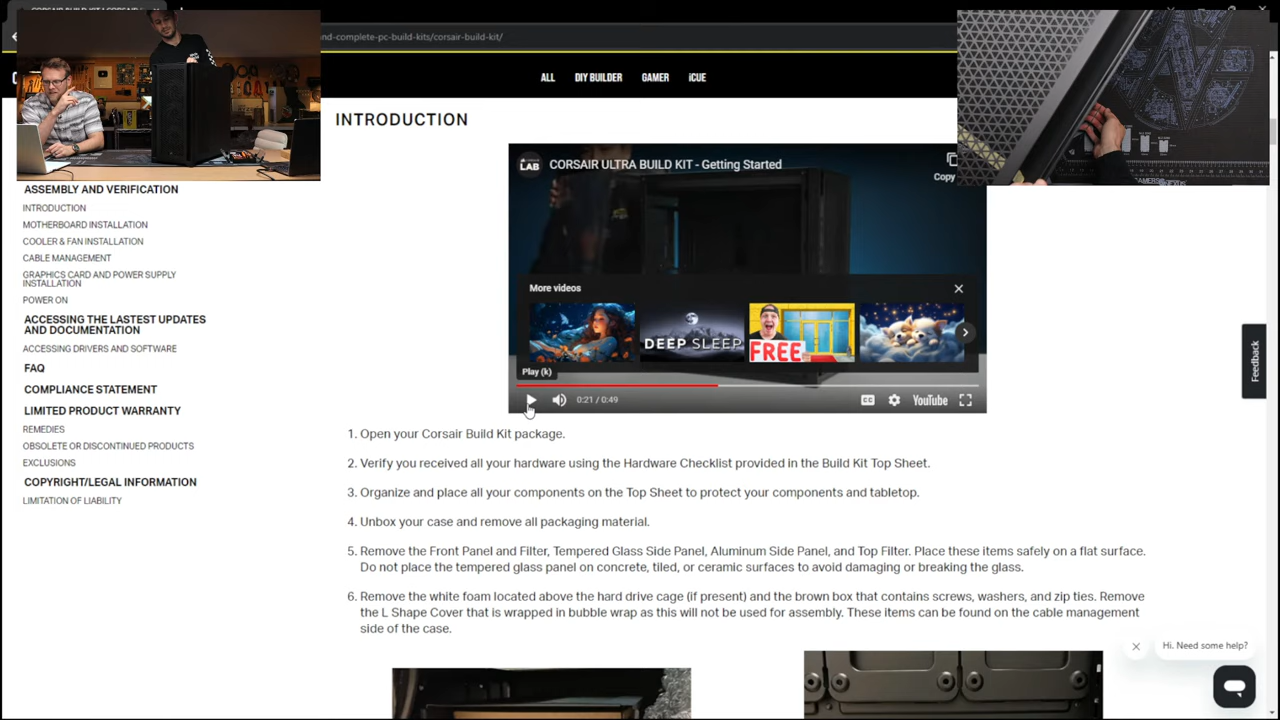 and-complete-pc-build-kits/corsair-build-kit/
ALL
DIY BUILDER
GAMER
iCUE
INTRODUCTION
ASSEMBLY AND VERIFICATION
INTRODUCTION
MOTHERBOARD INSTALLATION
COOLER & FAN INSTALLATION
CABLE MANAGEMENT
GRAPHICS CARD AND POWER SUPPLY
INSTALLATION
POWER ON
ACCESSING THE LASTEST UPDATES
AND DOCUMENTATION
ACCESSING DRIVERS AND SOFTWARE
FAQ
COMPLIANCE STATEMENT
LIMITED PRODUCT WARRANTY
REMEDIES
OBSOLETE OR DISCONTINUED PRODUCTS
EXCLUSIONS
COPYRIGHT/LEGAL INFORMATION
LIMITATION OF LIABILITY
LAB
CORSAIR ULTRA BUILD KIT - Getting Started
Copy
More videos
DEEP SLEEP
FREE
Play (k)
0:21 / 0:49
CC
YouTube
1. Open your Corsair Build Kit package.
2. Verify you received all your hardware using the Hardware Checklist provided in the Build Kit Top Sheet.
3. Organize and place all your components on the Top Sheet to protect your components and tabletop.
4. Unbox your case and remove all packaging material.
5. Remove the Front Panel and Filter, Tempered Glass Side Panel, Aluminum Side Panel, and Top Filter. Place these items safely on a flat surface.
Do not place the tempered glass panel on concrete, tiled, or ceramic surfaces to avoid damaging or breaking the glass.
6. Remove the white foam located above the hard drive cage (if present) and the brown box that contains screws, washers, and zip ties. Remove
the L Shape Cover that is wrapped in bubble wrap as this will not be used for assembly. These items can be found on the cable management
side of the case.
Feedback
Hi. Need some help?